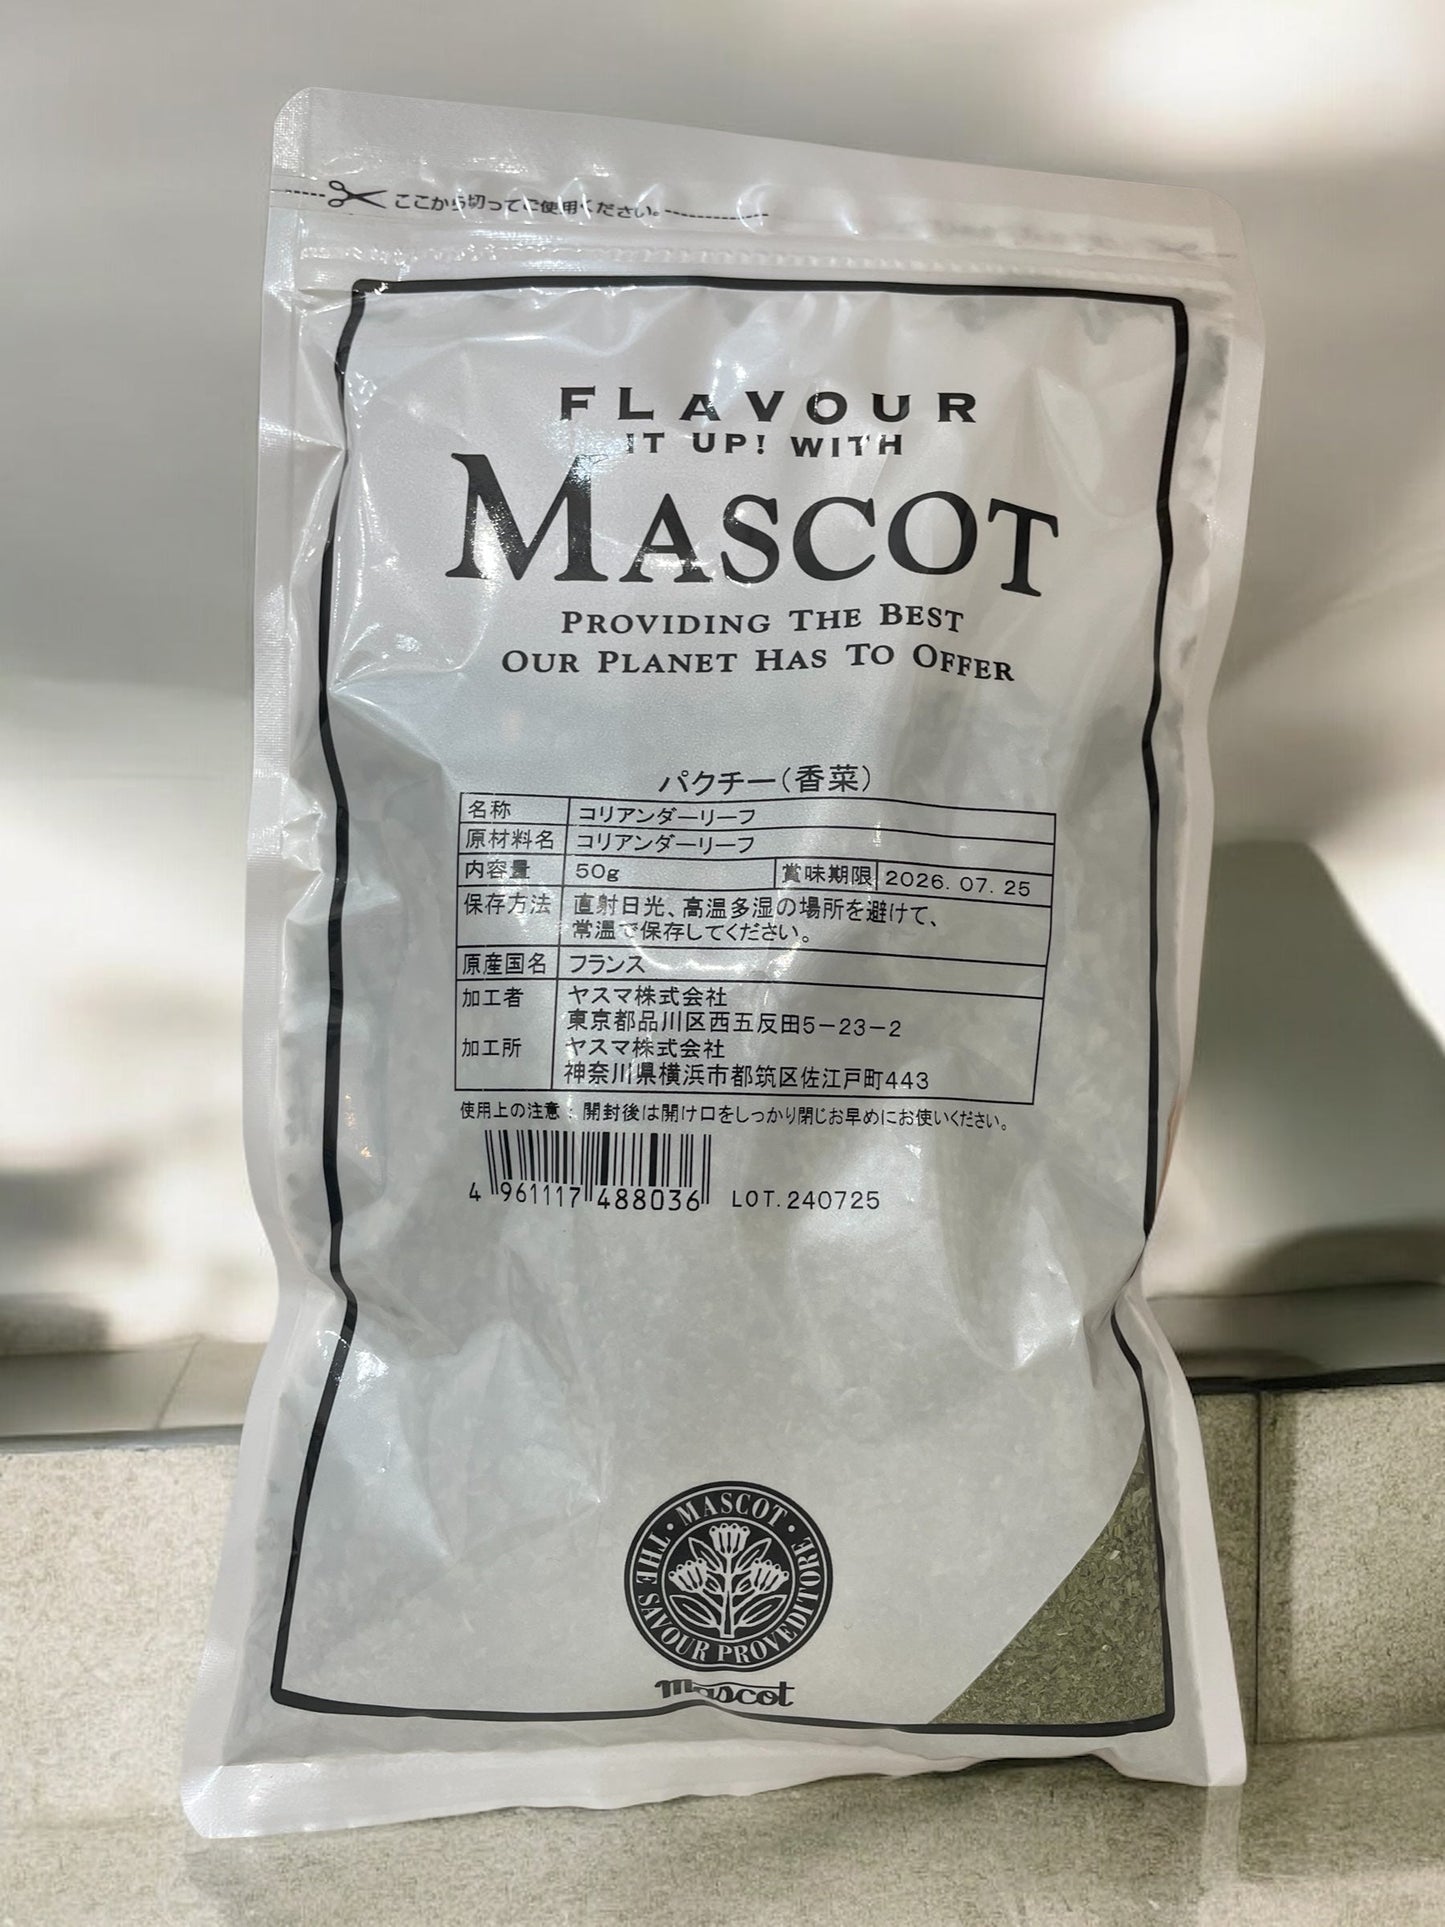 ここから切ってご使用ください。
FLAVOUR
IT UP! WITH
MASCOT
PROVIDING THE BEST
OUR PLANET HAS TO OFFER
パクチー(香菜)
名称 コリアンダーリーフ
原材料名 コリアンダーリーフ
内容量 50g 賞味期限 2026.07.25
保存方法 直射日光、高温多湿の場所を避けて、
常温で保存してください。
原産国名 フランス
加工者 ヤスマ株式会社
東京都品川区西五反田5-23-2
加工所 ヤスマ株式会社
神奈川県横浜市都筑区佐江戸町443
使用上の注意:開封後は開け口をしっかり閉じお早めにお使いください。
4 961117 488036 LOT.240725
MASCOT · THE SAVOUR PROVEDITORE ·
mascot